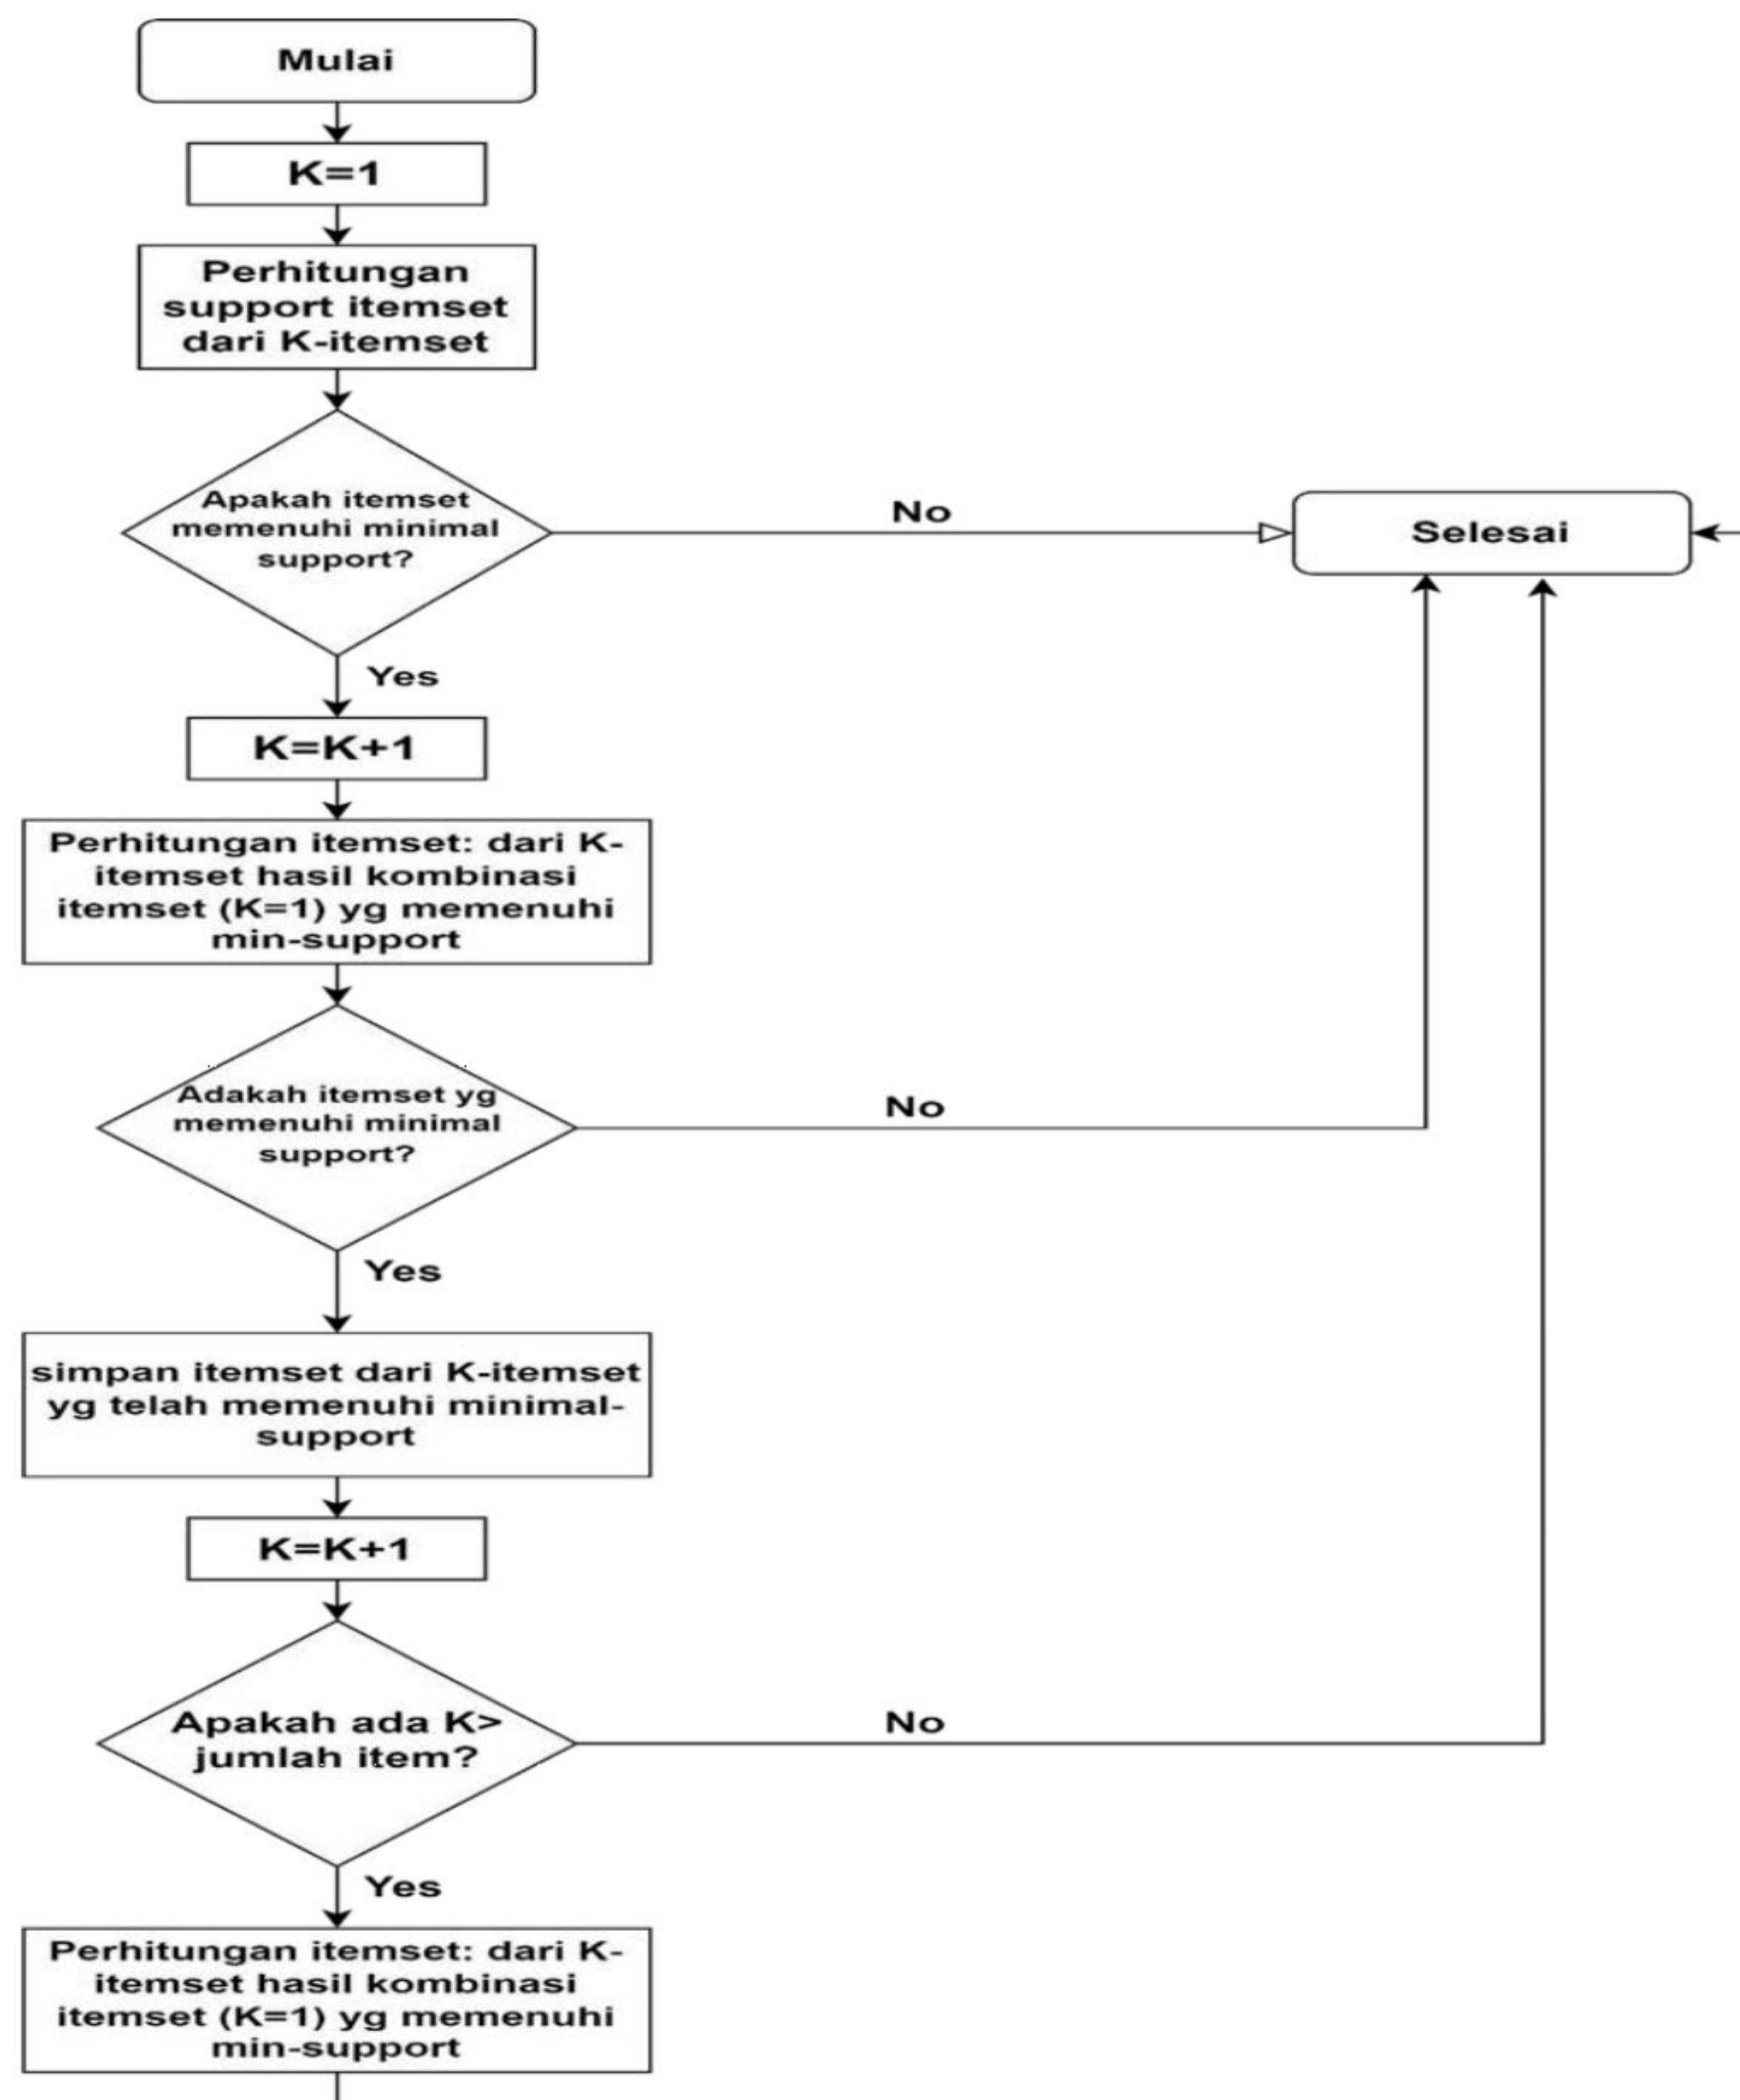 Mulai
K=1
Perhitungan
support itemset
dari K-itemset
Apakah itemset
memenuhi minimal
support?
No
Selesai
Yes
K=K+1
Perhitungan itemset: dari K-
itemset hasil kombinasi
itemset (K=1) yg memenuhi
min-support
Adakah itemset yg
memenuhi minimal
support?
No
Yes
simpan itemset dari K-itemset
yg telah memenuhi minimal-
support
K=K+1
Apakah ada K>
jumlah item?
No
Yes
Perhitungan itemset: dari K-
itemset hasil kombinasi
itemset (K=1) yg memenuhi
min-support